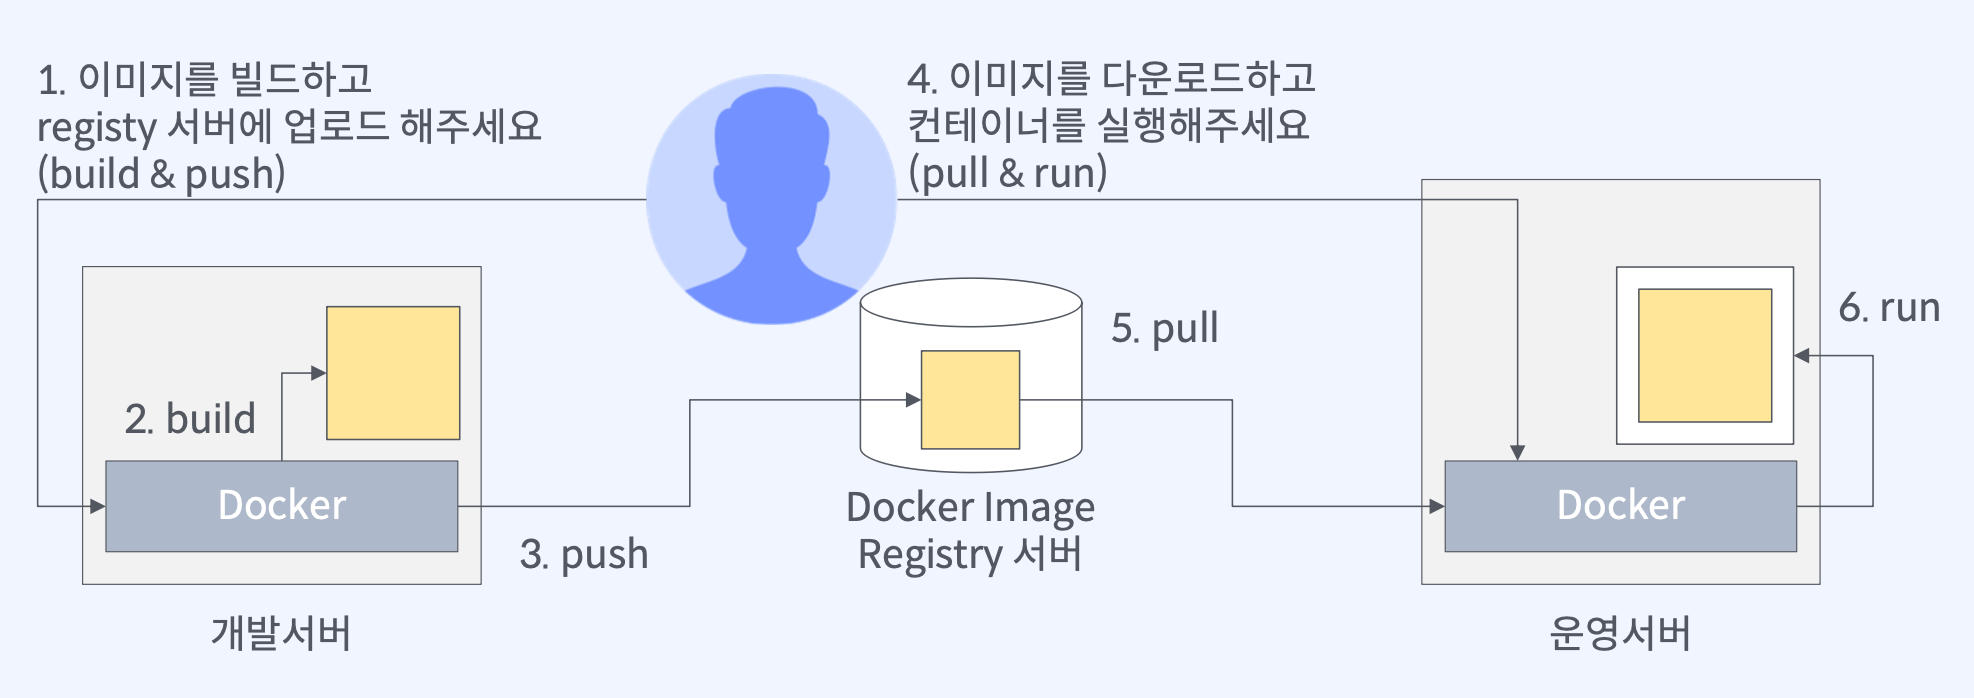 1. 이미지를 빌드하고
registy 서버에 업로드 해주세요
(build & push)
4. 이미지를 다운로드하고
컨테이너를 실행해주세요
(pull & run)
2. build
Docker
3. push
개발서버
Docker Image
Registry 서버
5. pull
6. run
Docker
운영서버